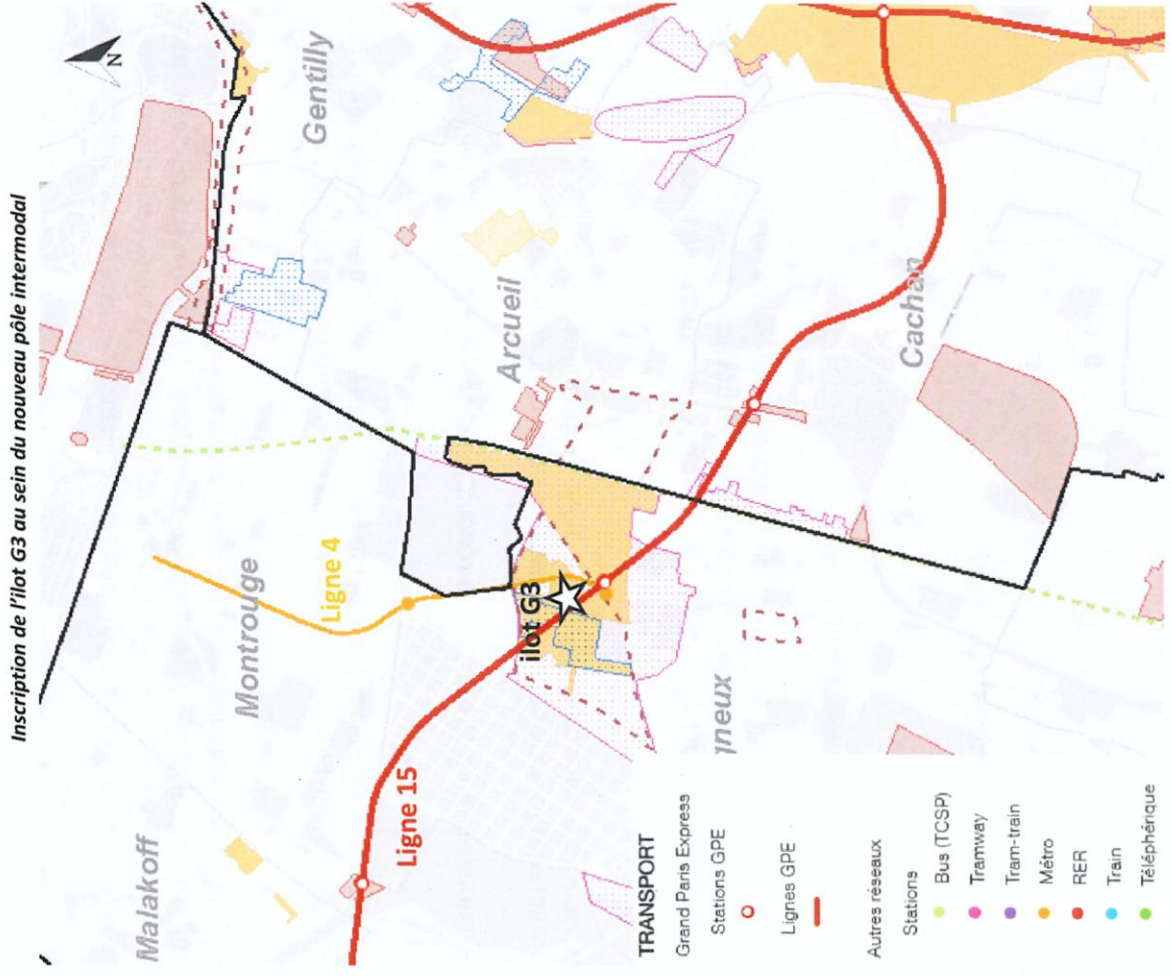 Inscription de l'îlot G3 au sein du nouveau pôle intermodal
N
Gentilly
Arcueil
Cachan
Montrouge
Ligne 4
ilot G3
gneux
Malakoff
Ligne 15
TRANSPORT
Grand Paris Express
Stations GPE
Lignes GPE
Autres réseaux
Stations
Bus (TCSP)
Tramway
Tram-train
Métro
RER
Train
Téléphérique